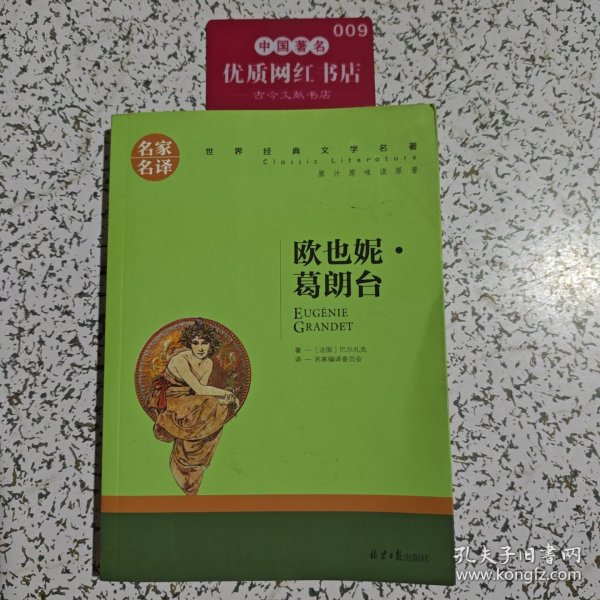 009
中国著名
优质网红书店
古今文献书店
名家
名译
世界经典文学名著
Classic Literature
原汁原味读原著
欧也妮·
葛朗台
EUGÉNIE
GRANDET
著一［法国］巴尔扎克
译一名家编译委员会
北京日报出版社
孔夫子旧书网
www.kongfz.com